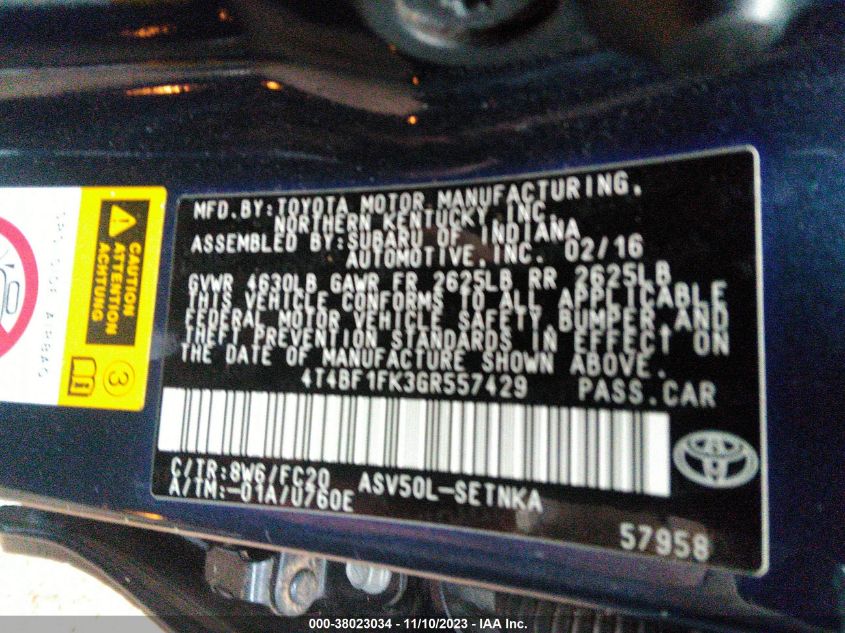 MFD.BY:TOYOTA MOTOR MANUFACTURING,
NORTHERN KENTUCKY,INC.
ASSEMBLED BY:SUBARU OF INDIANA
AUTOMOTIVE,INC. 02/16
GVWR 4630LB GAWR FR 2625LB RR 2625LB
THIS VEHICLE CONFORMS TO ALL APPLICABLE
FEDERAL MOTOR VEHICLE SAFETY,BUMPER,AND
THEFT PREVENTION STANDARDS IN EFFECT ON
THE DATE OF MANUFACTURE SHOWN ABOVE.
4T4BF1FK3GR557429 PASS.CAR
C/TR:8W6/FC20 ASV50L-SETNKA
A/TM:-01A/U760E
57958
CAUTION
ATTENTION
ACHTUNG
3
AIRBAG
000-38023034 — 11/10/2023 — IAA Inc.